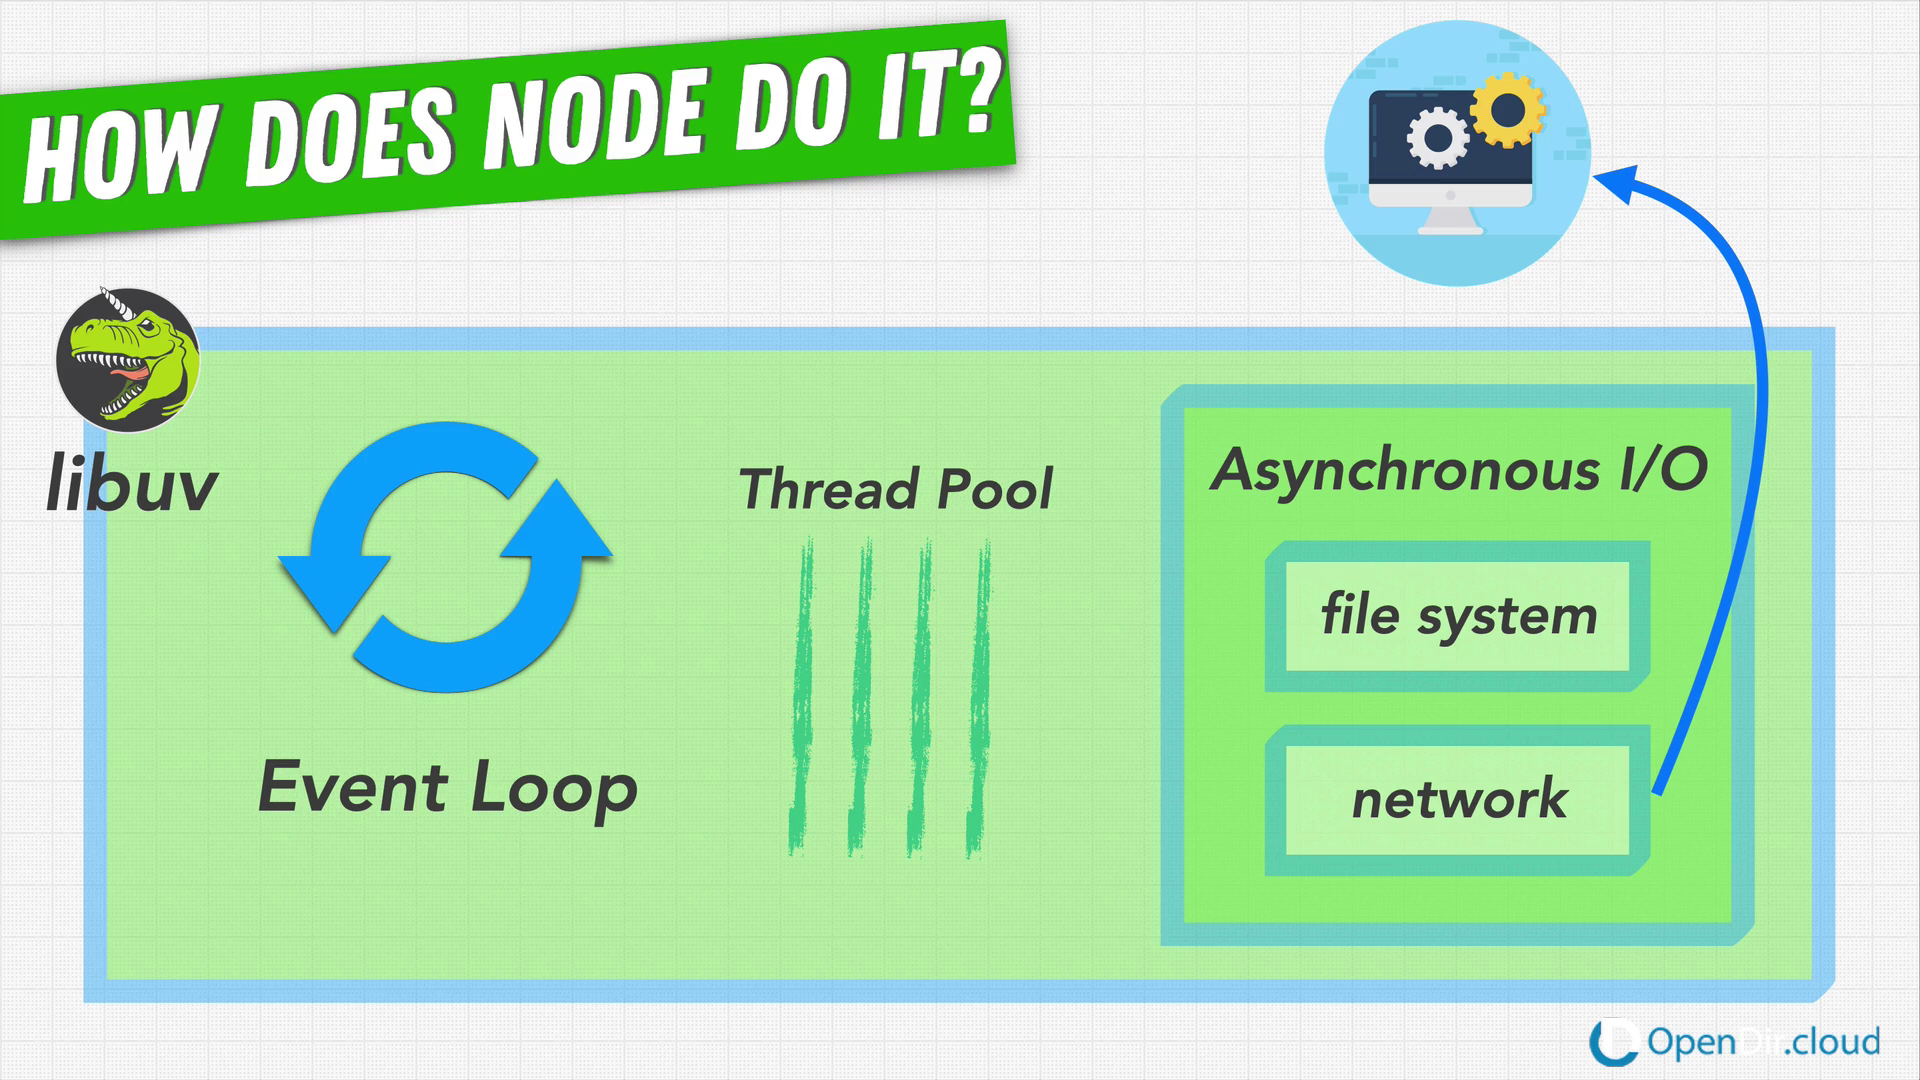 HOW DOES NODE DO IT?
libuv
Event Loop
Thread Pool
Asynchronous I/O
file system
network
OpenDir.cloud